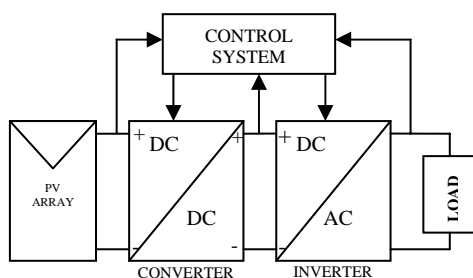 CONTROL
SYSTEM
+ DC + + DC
PV
ARRAY
LOAD
DC AC
- - - -
CONVERTER INVERTER